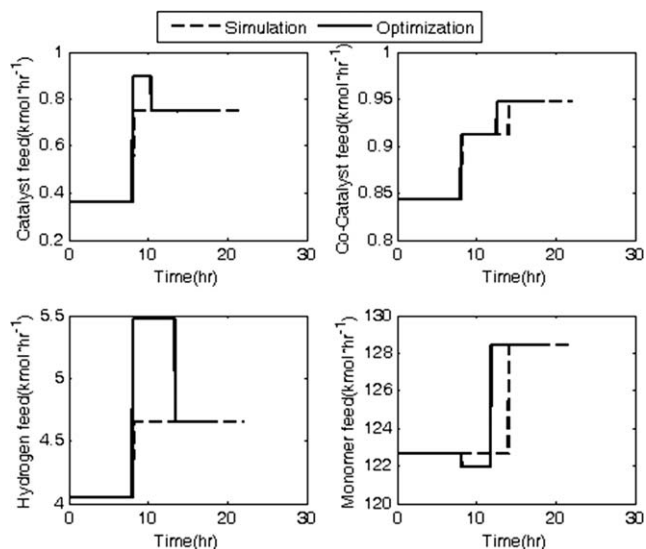 Simulation Optimization
Catalyst feed(kmol·hr⁻¹)
1
0.8
0.6
0.4
0.2
0 10 20 30
Time(hr)
Co-Catalyst feed(kmol·hr⁻¹)
1
0.95
0.9
0.85
0.8
0 10 20 30
Time(hr)
Hydrogen feed(kmol·hr⁻¹)
5.5
5
4.5
4
0 10 20 30
Time(hr)
Monomer feed(kmol·hr⁻¹)
130
128
126
124
122
120
0 10 20 30
Time(hr)